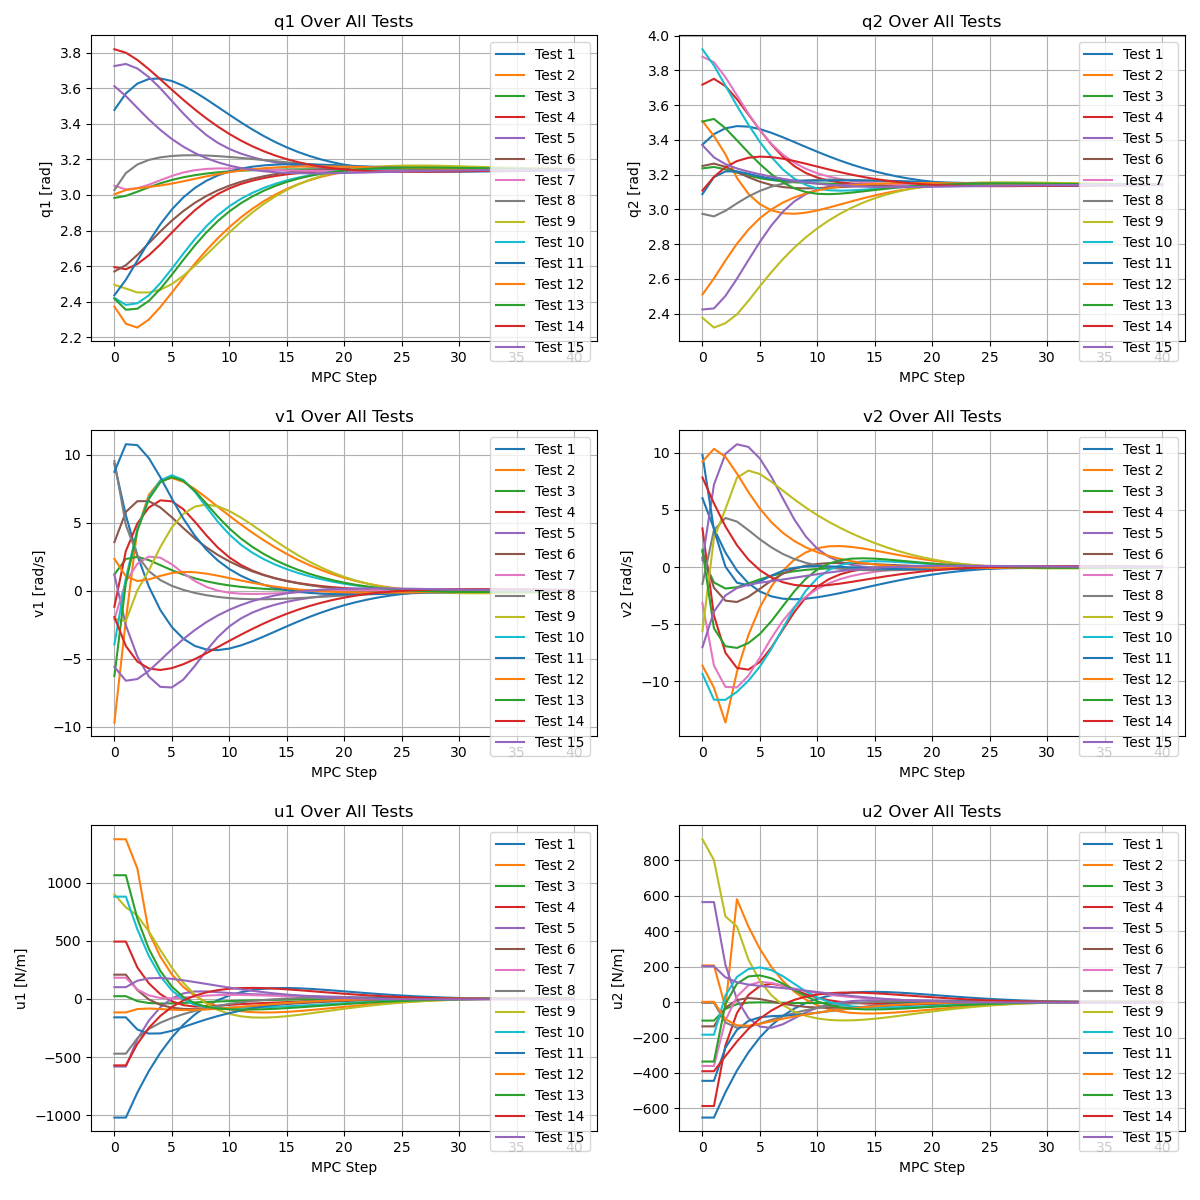 q1 Over All Tests
q1 [rad]
3.8
3.6
3.4
3.2
3.0
2.8
2.6
2.4
2.2
0 5 10 15 20 25 30 35 40
MPC Step
Test 1
Test 2
Test 3
Test 4
Test 5
Test 6
Test 7
Test 8
Test 9
Test 10
Test 11
Test 12
Test 13
Test 14
Test 15
q2 Over All Tests
q2 [rad]
4.0
3.8
3.6
3.4
3.2
3.0
2.8
2.6
2.4
0 5 10 15 20 25 30 35 40
MPC Step
Test 1
Test 2
Test 3
Test 4
Test 5
Test 6
Test 7
Test 8
Test 9
Test 10
Test 11
Test 12
Test 13
Test 14
Test 15
v1 Over All Tests
v1 [rad/s]
10
5
0
−5
−10
0 5 10 15 20 25 30 35 40
MPC Step
Test 1
Test 2
Test 3
Test 4
Test 5
Test 6
Test 7
Test 8
Test 9
Test 10
Test 11
Test 12
Test 13
Test 14
Test 15
v2 Over All Tests
v2 [rad/s]
10
5
0
−5
−10
0 5 10 15 20 25 30 35 40
MPC Step
Test 1
Test 2
Test 3
Test 4
Test 5
Test 6
Test 7
Test 8
Test 9
Test 10
Test 11
Test 12
Test 13
Test 14
Test 15
u1 Over All Tests
u1 [N/m]
1000
500
0
−500
−1000
0 5 10 15 20 25 30 35 40
MPC Step
Test 1
Test 2
Test 3
Test 4
Test 5
Test 6
Test 7
Test 8
Test 9
Test 10
Test 11
Test 12
Test 13
Test 14
Test 15
u2 Over All Tests
u2 [N/m]
800
600
400
200
0
−200
−400
−600
0 5 10 15 20 25 30 35 40
MPC Step
Test 1
Test 2
Test 3
Test 4
Test 5
Test 6
Test 7
Test 8
Test 9
Test 10
Test 11
Test 12
Test 13
Test 14
Test 15